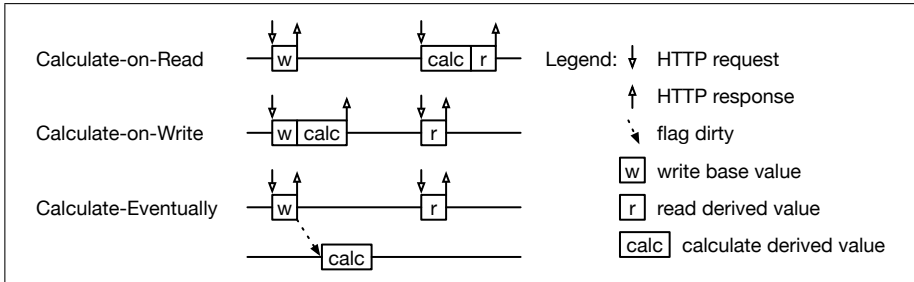 Calculate-on-Read
w
calc r
Legend:
HTTP request
HTTP response
Calculate-on-Write
w calc
r
flag dirty
w write base value
Calculate-Eventually
w
r
r read derived value
calc
calc calculate derived value